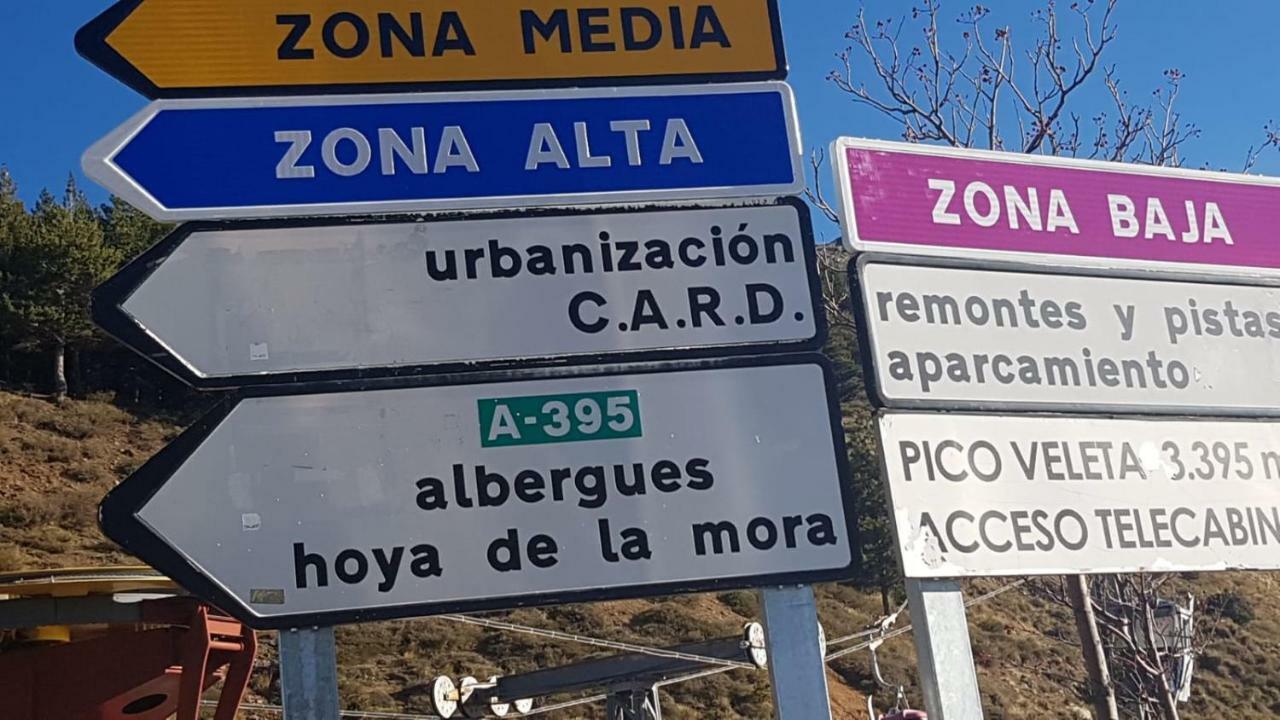 ZONA MEDIA
ZONA ALTA
urbanización
C.A.R.D.
A-395
albergues
hoya de la mora
ZONA BAJA
remontes y pistas
aparcamiento
PICO VELETA 3.395 m
ACCESO TELECABIN